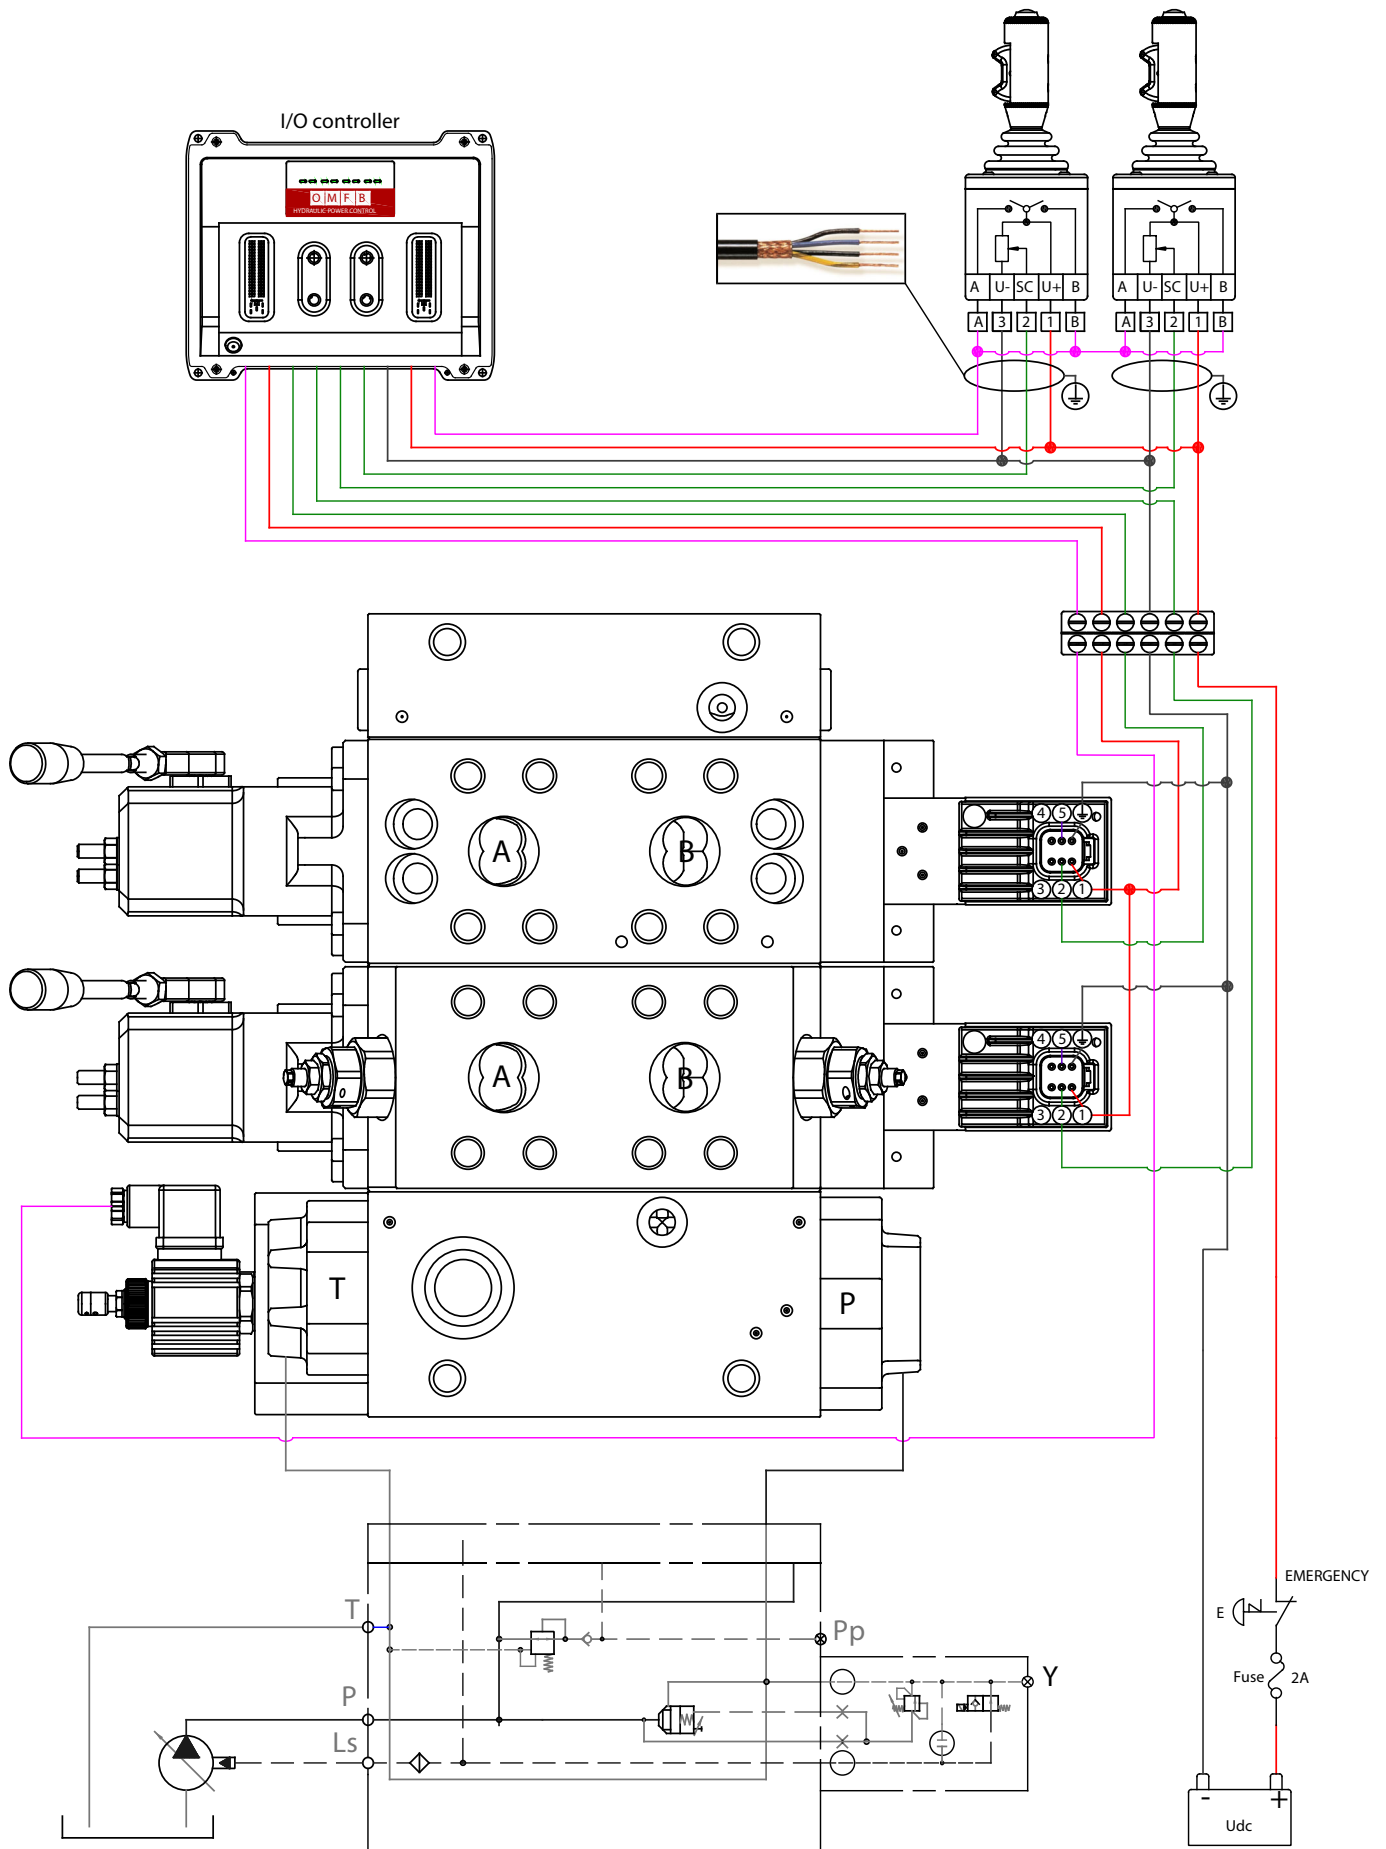 I/O controller
O M F B
HYDRAULIC POWER CONTROL
A U- SC U+ B
A U- SC U+ B
A 3 2 1 B
A 3 2 1 B
A B
4 5
3 2 1
A B
4 5
3 2 1
T P
EMERGENCY
E
Fuse 2A
T
Pp
Y
P
Ls
- +
Udc